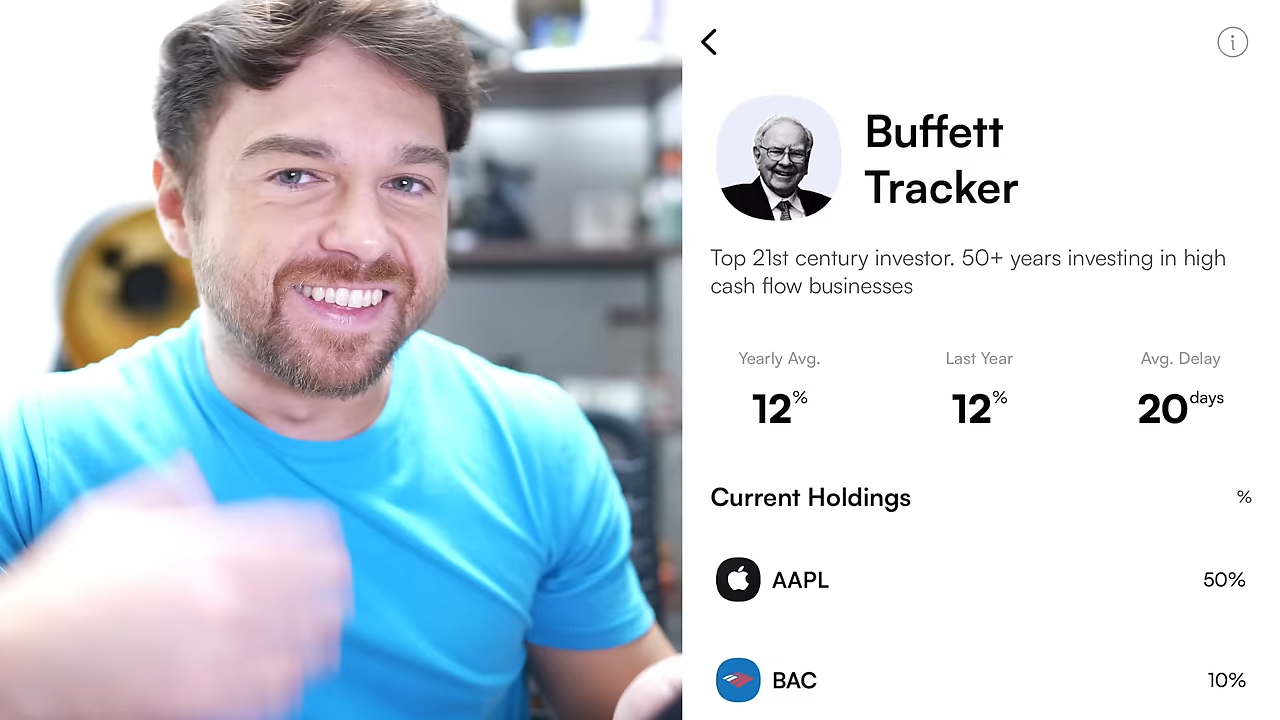 Buffett
Tracker
Top 21st century investor. 50+ years investing in high
cash flow businesses
Yearly Avg. Last Year Avg. Delay
12% 12% 20days
Current Holdings %
AAPL 50%
BAC 10%